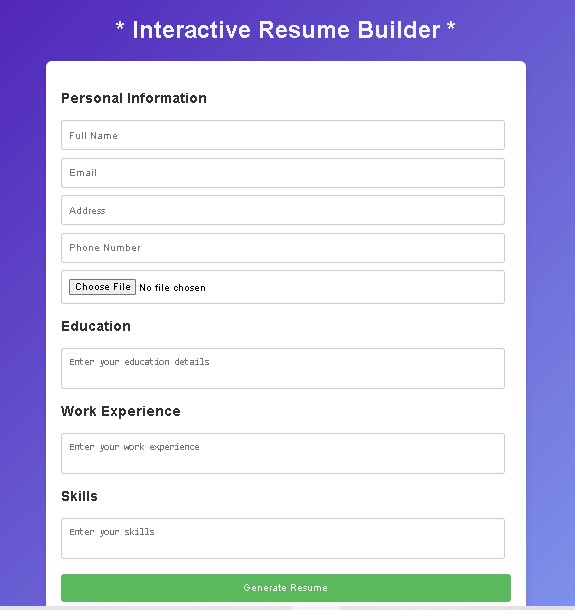 * Interactive Resume Builder *
Personal Information
Full Name
Email
Address
Phone Number
Choose File No file chosen
Education
Enter your education details
Work Experience
Enter your work experience
Skills
Enter your skills
Generate Resume